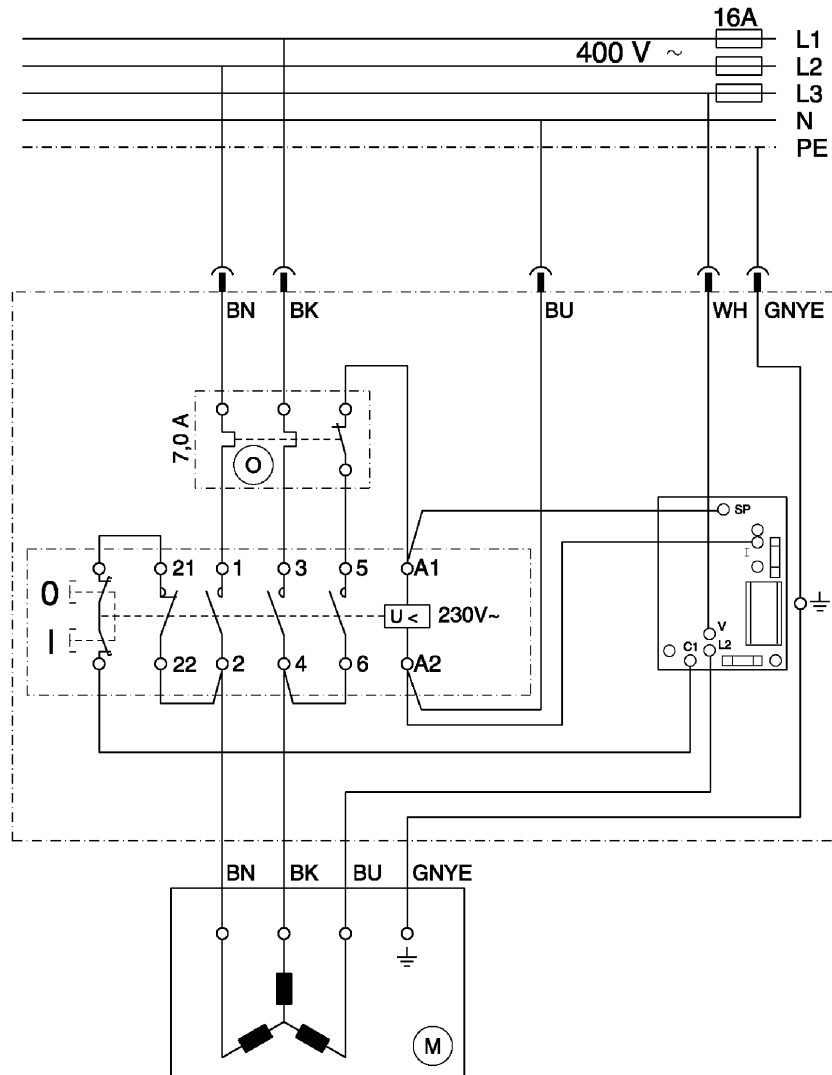 16A
400 V ~
L1
L2
L3
N
PE
BN BK BU WH GNYE
7,0 A
O
SP
I
21 1 3 5 A1
0
U < 230V~
I
V
C1 L2
22 2 4 6 A2
BN BK BU GNYE
M